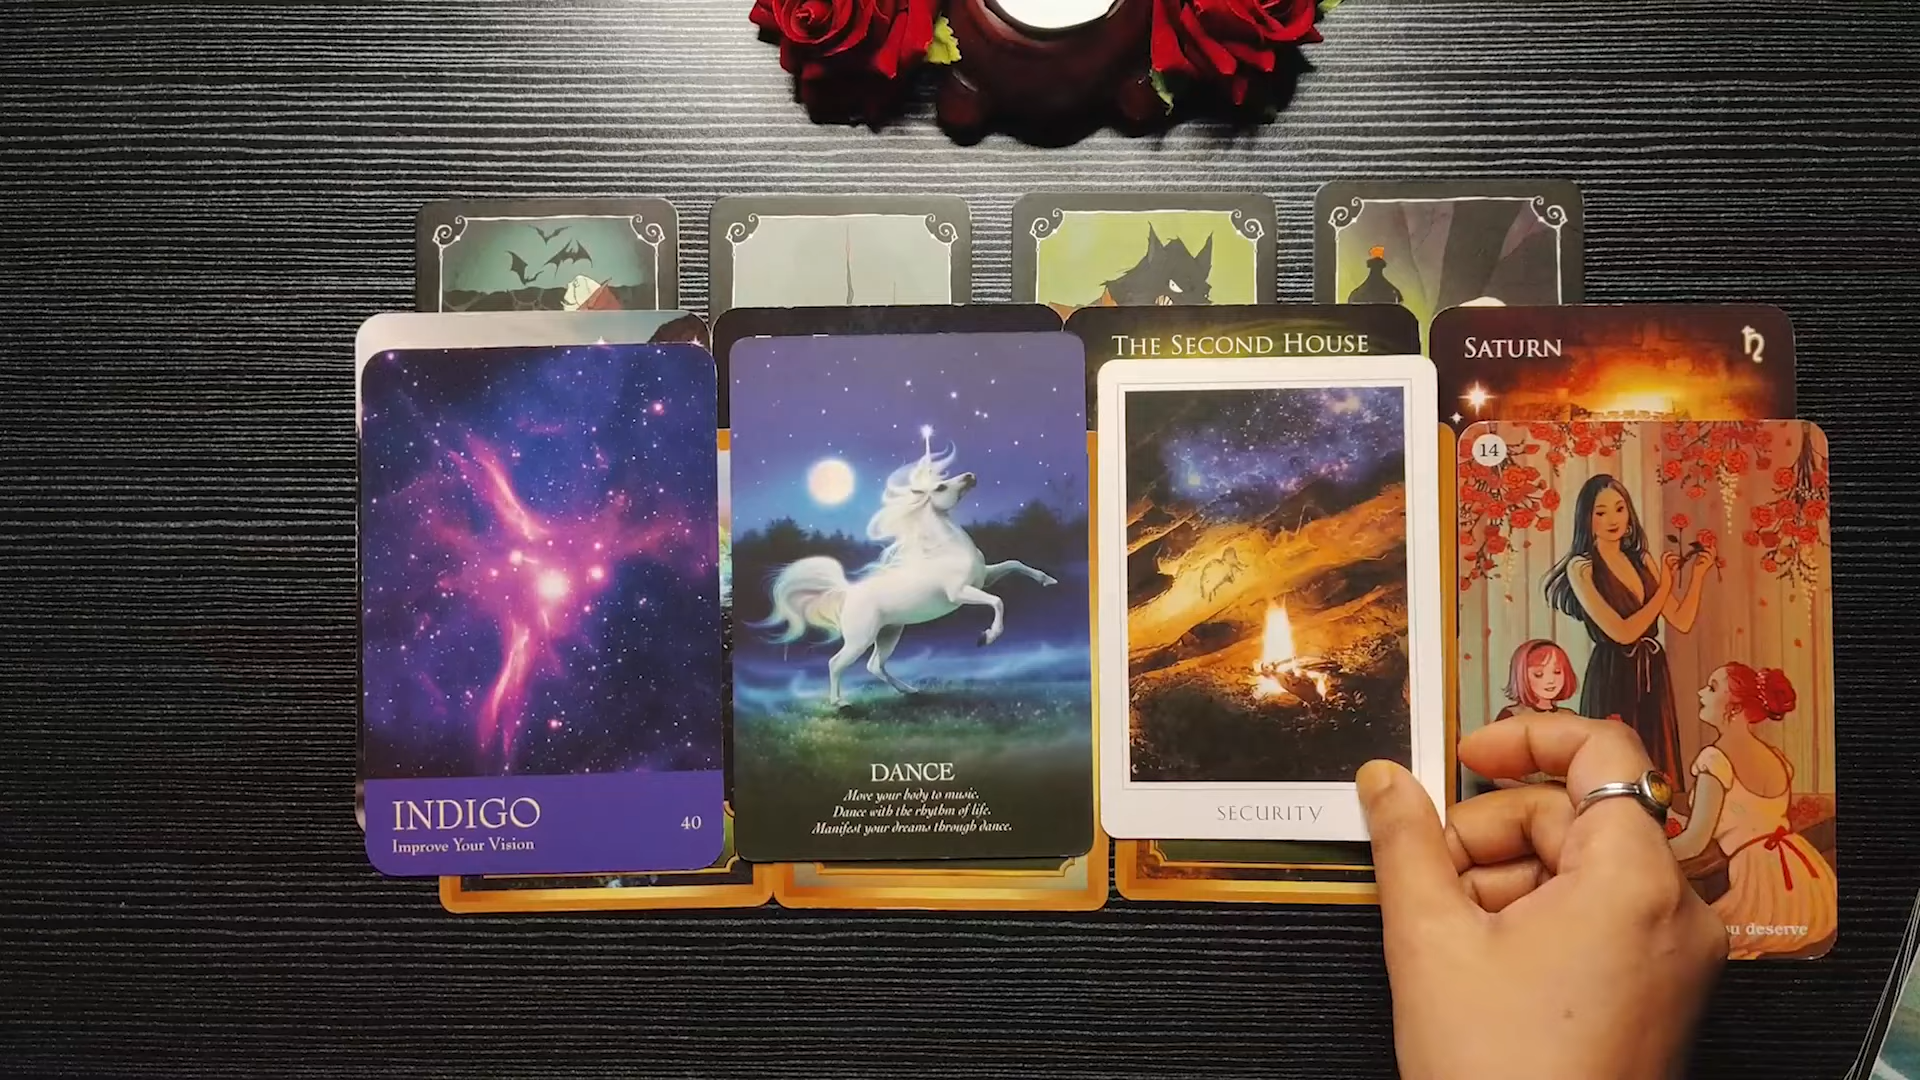 THE SECOND HOUSE
SATURN
14
INDIGO
40
Improve Your Vision
DANCE
Move your body to music.
Dance with the rhythm of life.
Manifest your dreams through dance.
SECURITY
deserve